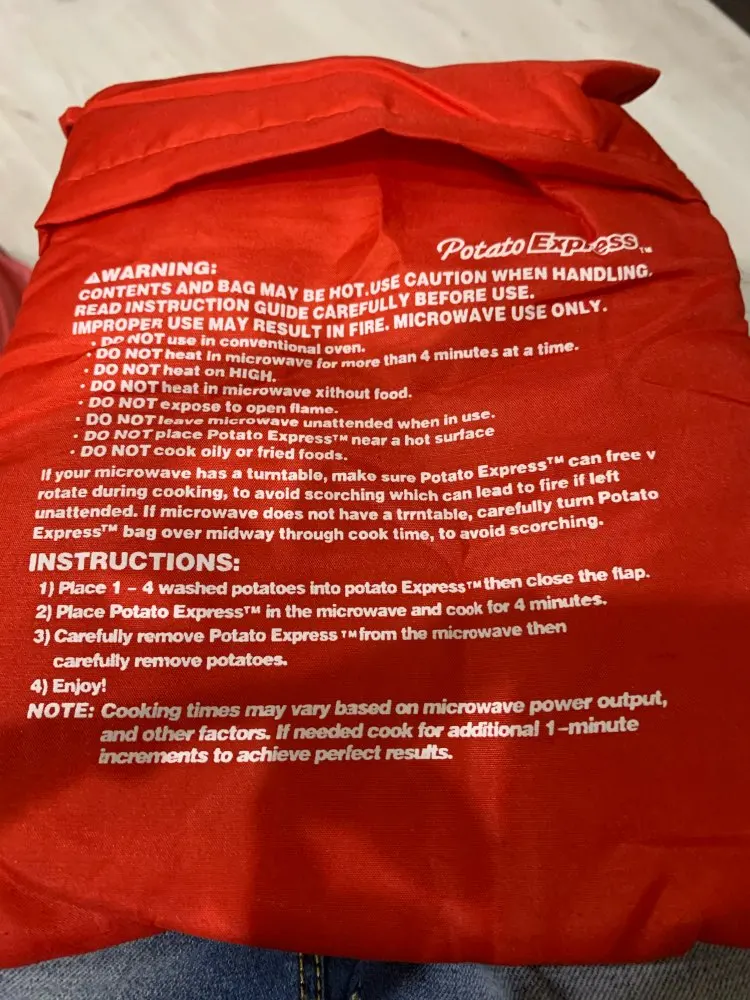 Potato Express™
⚠WARNING:
CONTENTS AND BAG MAY BE HOT.USE CAUTION WHEN HANDLING.
READ INSTRUCTION GUIDE CAREFULLY BEFORE USE.
IMPROPER USE MAY RESULT IN FIRE. MICROWAVE USE ONLY.
· DO NOT use in conventional oven.
· DO NOT heat in microwave for more than 4 minutes at a time.
· DO NOT heat on HIGH.
· DO NOT heat in microwave xithout food.
· DO NOT expose to open flame.
· DO NOT leave microwave unattended when in use.
· DO NOT place Potato Express™ near a hot surface
· DO NOT cook oily or fried foods.
If your microwave has a turntable, make sure Potato Express™ can free v
rotate during cooking, to avoid scorching which can lead to fire if left
unattended. If microwave does not have a trrntable, carefully turn Potato
Express™ bag over midway through cook time, to avoid scorching.
INSTRUCTIONS:
1) Place 1 – 4 washed potatoes into potato Express™ then close the flap.
2) Place Potato Express™ in the microwave and cook for 4 minutes.
3) Carefully remove Potato Express™ from the microwave then
carefully remove potatoes.
4) Enjoy!
NOTE: Cooking times may vary based on microwave power output,
and other factors. If needed cook for additional 1-minute
increments to achieve perfect results.